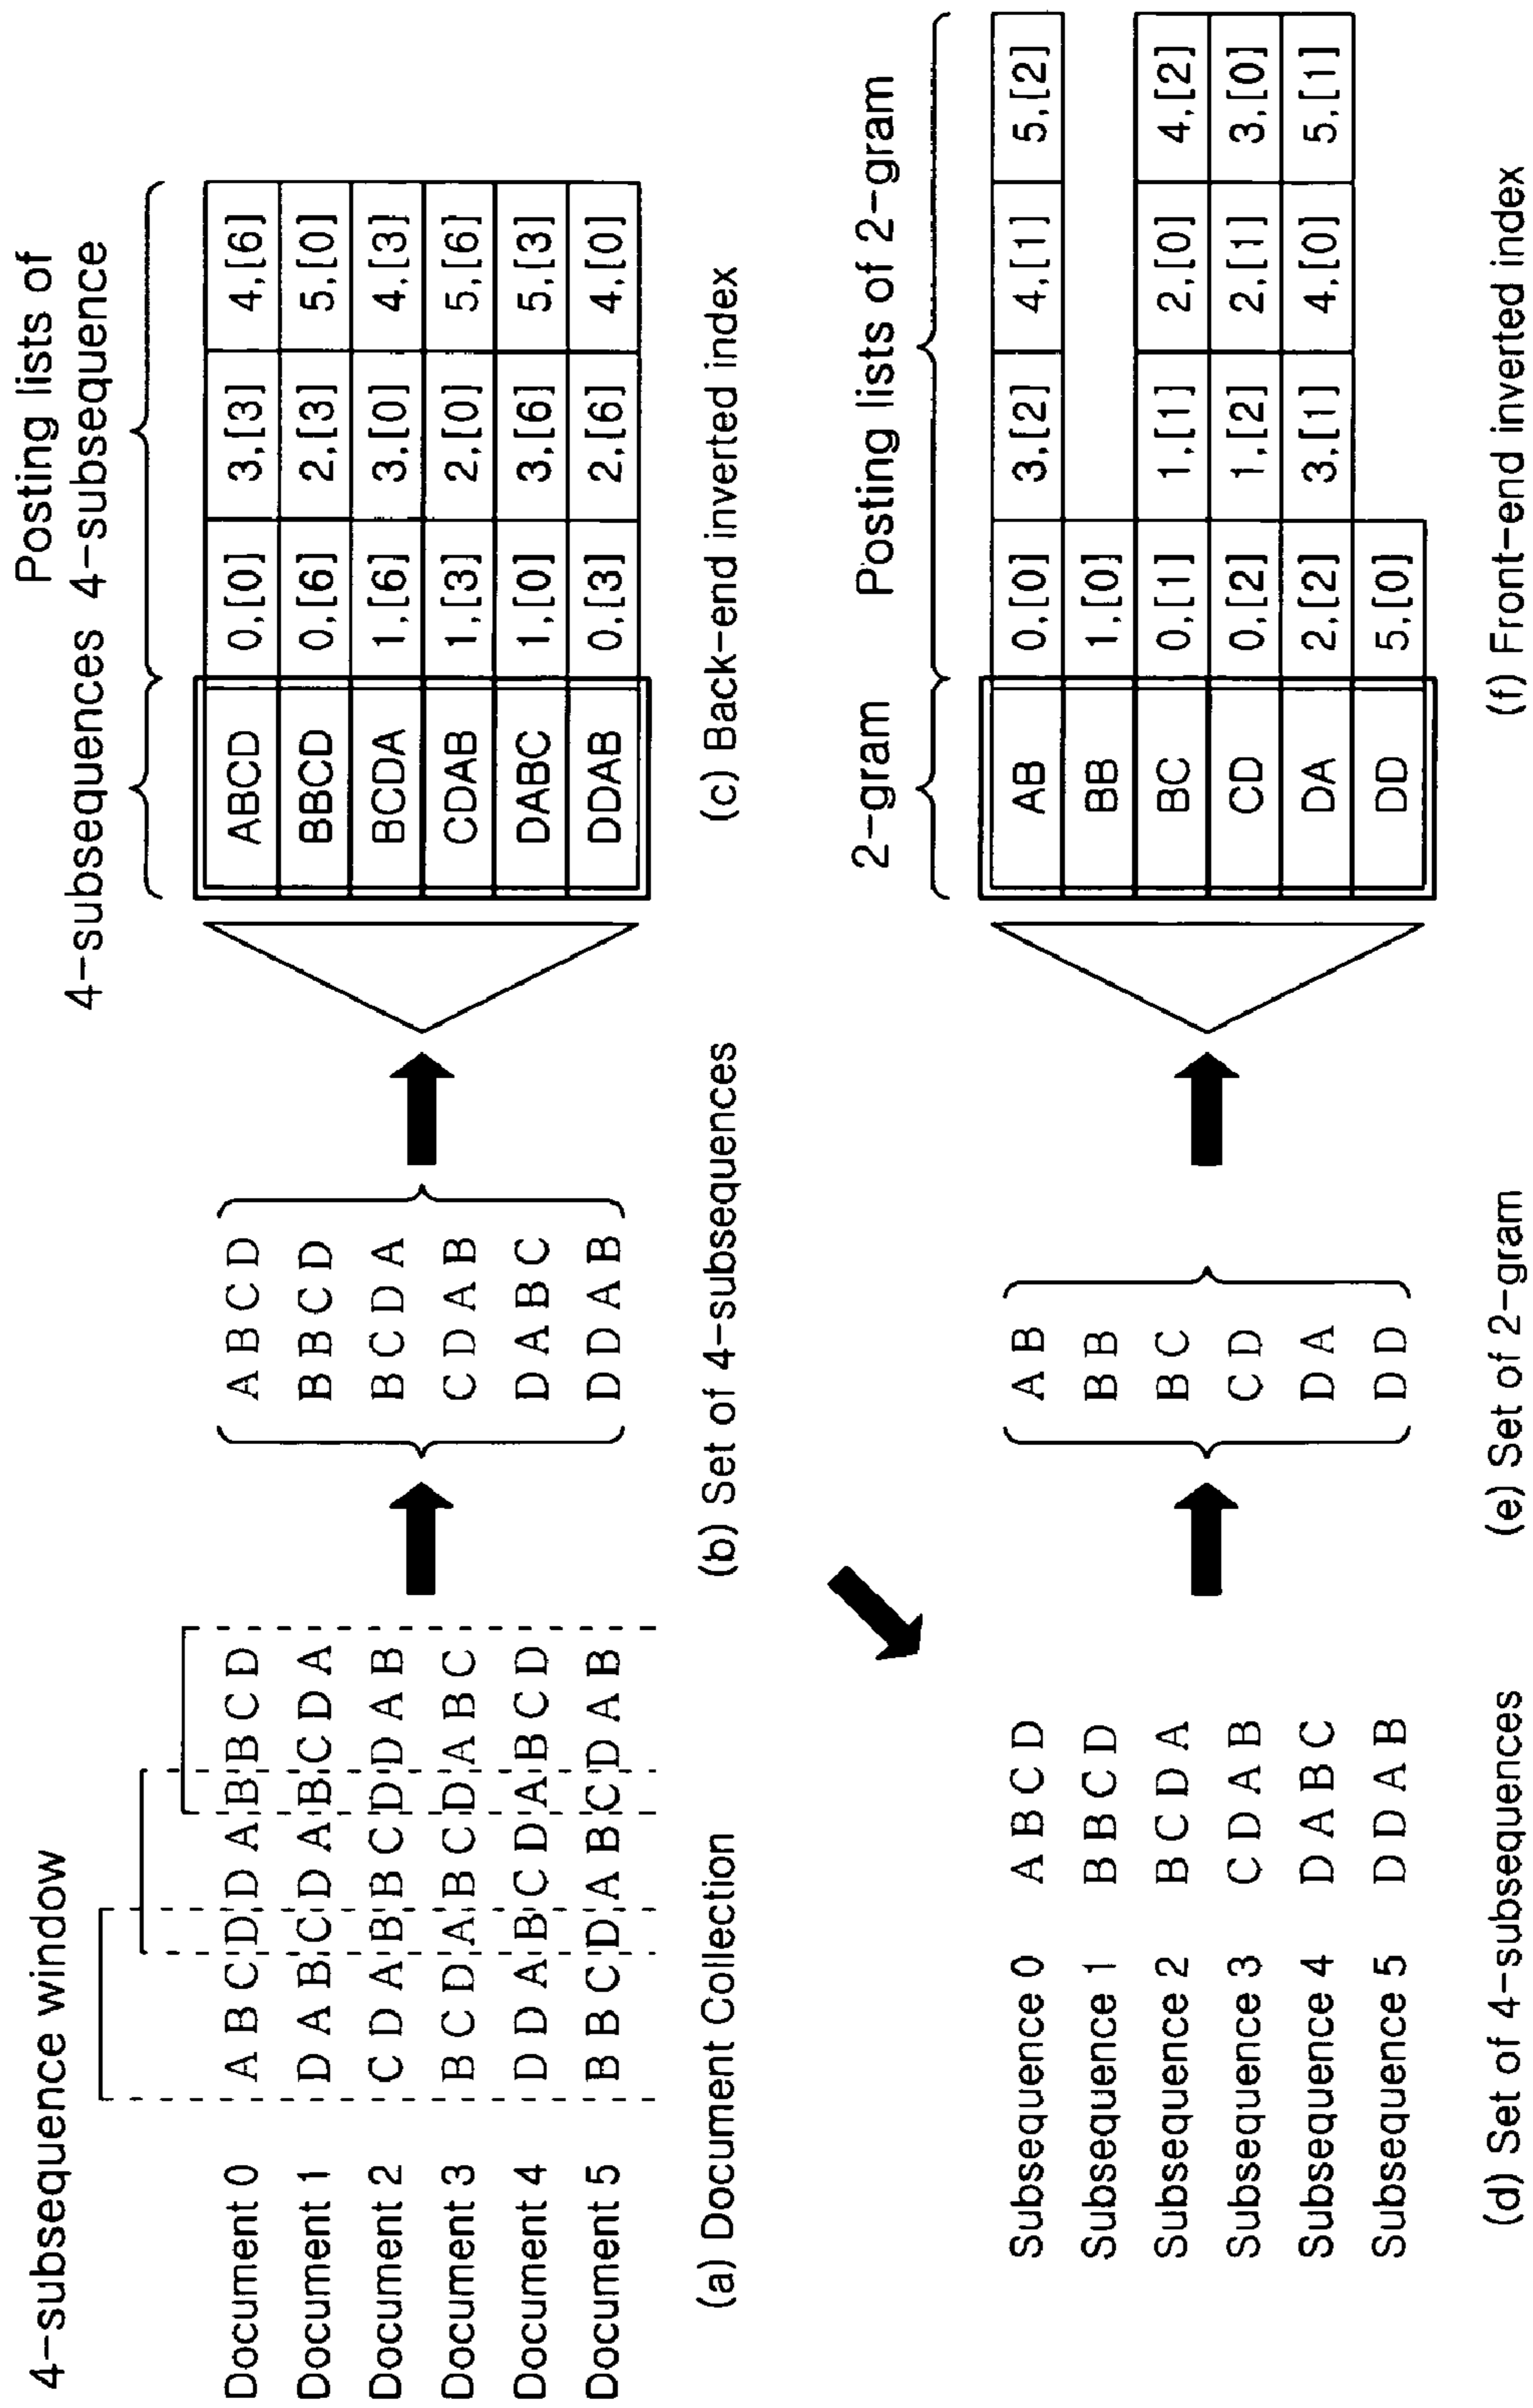 4-subsequence window
Document 0 A B C D D A B B C D
Document 1 D A B C D A B C D A
Document 2 C D A B B C D D A B
Document 3 B C D A B C D A B C
Document 4 D D A B C D A B C D
Document 5 B B C D A B C D A B
(a) Document Collection
A B C D
B B C D
B C D A
C D A B
D A B C
D D A B
(b) Set of 4-subsequences
4-subsequences
Posting lists of
4-subsequence
ABCD 0,[0] 3,[3] 4,[6]
BBCD 0,[6] 2,[3] 5,[0]
BCDA 1,[6] 3,[0] 4,[3]
CDAB 1,[3] 2,[0] 5,[6]
DABC 1,[0] 3,[6] 5,[3]
DDAB 0,[3] 2,[6] 4,[0]
(c) Back-end inverted index
Subsequence 0 A B C D
Subsequence 1 B B C D
Subsequence 2 B C D A
Subsequence 3 C D A B
Subsequence 4 D A B C
Subsequence 5 D D A B
(d) Set of 4-subsequences
A B
B B
B C
C D
D A
D D
(e) Set of 2-gram
2-gram Posting lists of 2-gram
AB 0,[0] 3,[2] 4,[1] 5,[2]
BB 1,[0]
BC 0,[1] 1,[1] 2,[0] 4,[2]
CD 0,[2] 1,[2] 2,[1] 3,[0]
DA 2,[2] 3,[1] 4,[0] 5,[1]
DD 5,[0]
(f) Front-end inverted index